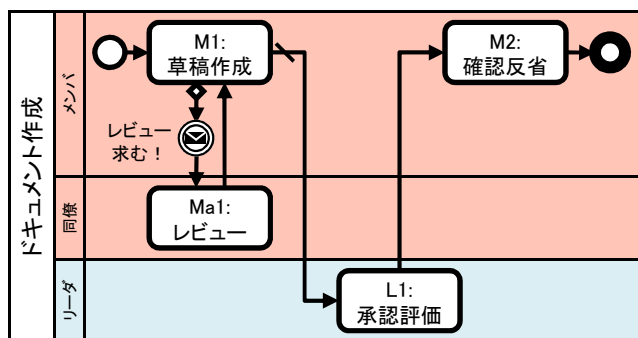 ドキュメント作成
メンバ
M1:
草稿作成
M2:
確認反省
レビュー
求む！
同僚
Ma1:
レビュー
リーダ
L1:
承認評価